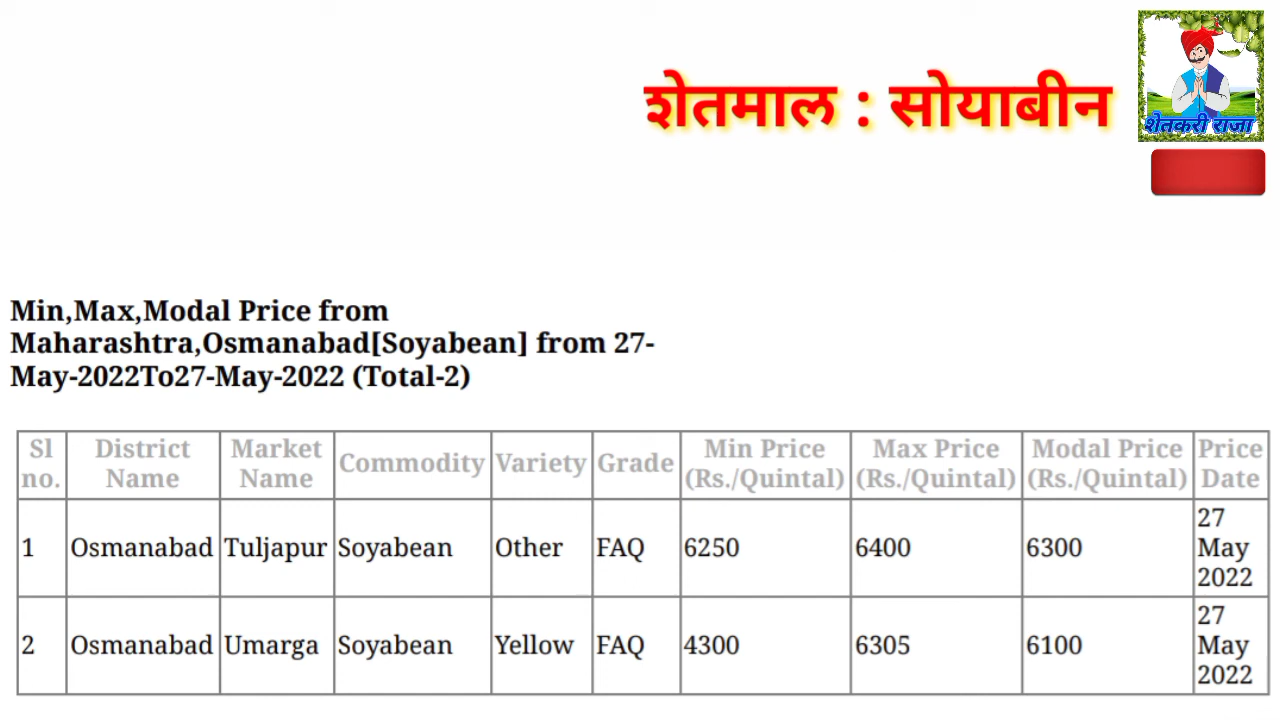 शेतमाल : सोयाबीन
शेतकरी राजा
Min,Max,Modal Price from
Maharashtra,Osmanabad[Soyabean] from 27-
May-2022To27-May-2022 (Total-2)
Sl no. District Name Market Name Commodity Variety Grade Min Price (Rs./Quintal) Max Price (Rs./Quintal) Modal Price (Rs./Quintal) Price Date
1 Osmanabad Tuljapur Soyabean Other FAQ 6250 6400 6300 27 May 2022
2 Osmanabad Umarga Soyabean Yellow FAQ 4300 6305 6100 27 May 2022